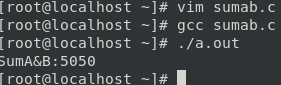 [root@localhost ~]# vim sumab.c
[root@localhost ~]# gcc sumab.c
[root@localhost ~]# ./a.out
SumA&B:5050
[root@localhost ~]#